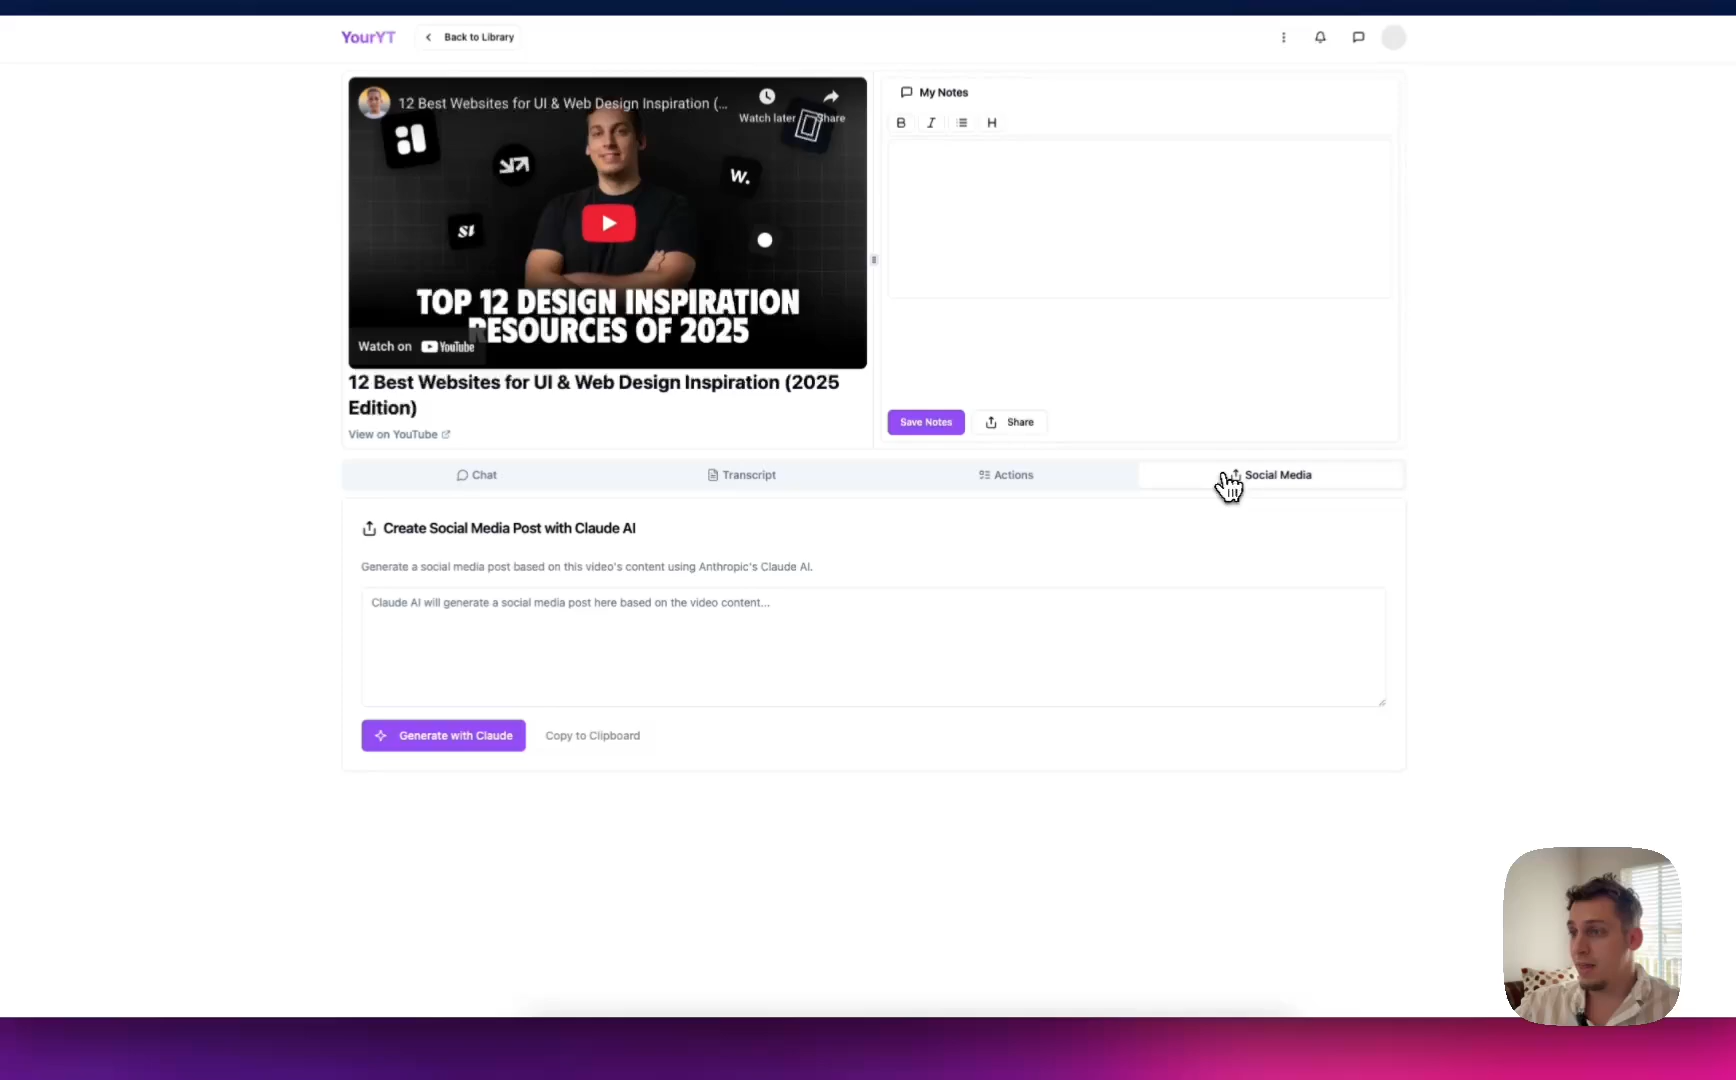 YourYT
Back to Library
12 Best Websites for UI & Web Design Inspiration (...
Watch later
Share
W.
SI
TOP 12 DESIGN INSPIRATION
RESOURCES OF 2025
Watch on YouTube
12 Best Websites for UI & Web Design Inspiration (2025
Edition)
View on YouTube
My Notes
B I H
Save Notes
Share
Chat
Transcript
Actions
Social Media
Create Social Media Post with Claude AI
Generate a social media post based on this video's content using Anthropic's Claude AI.
Claude AI will generate a social media post here based on the video content...
Generate with Claude
Copy to Clipboard